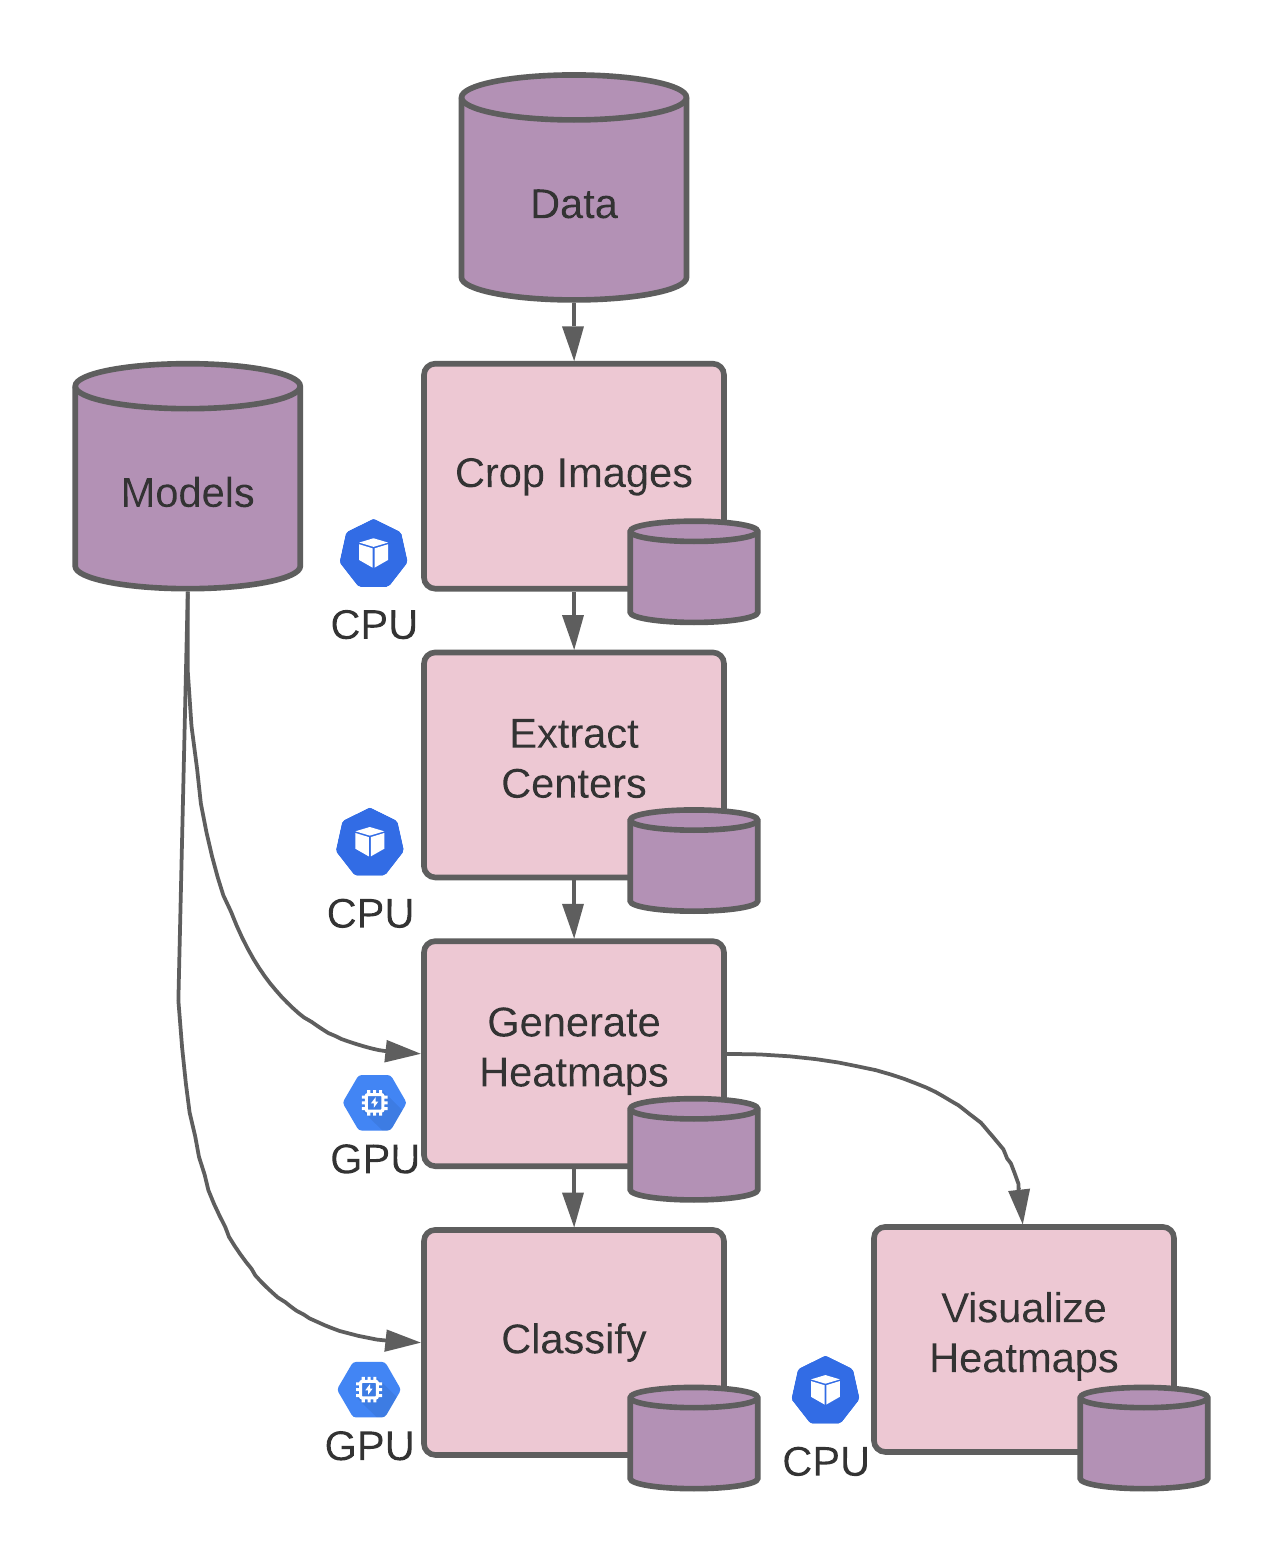 Data
Models
Crop Images
CPU
Extract
Centers
CPU
Generate
Heatmaps
GPU
Classify
GPU
Visualize
Heatmaps
CPU